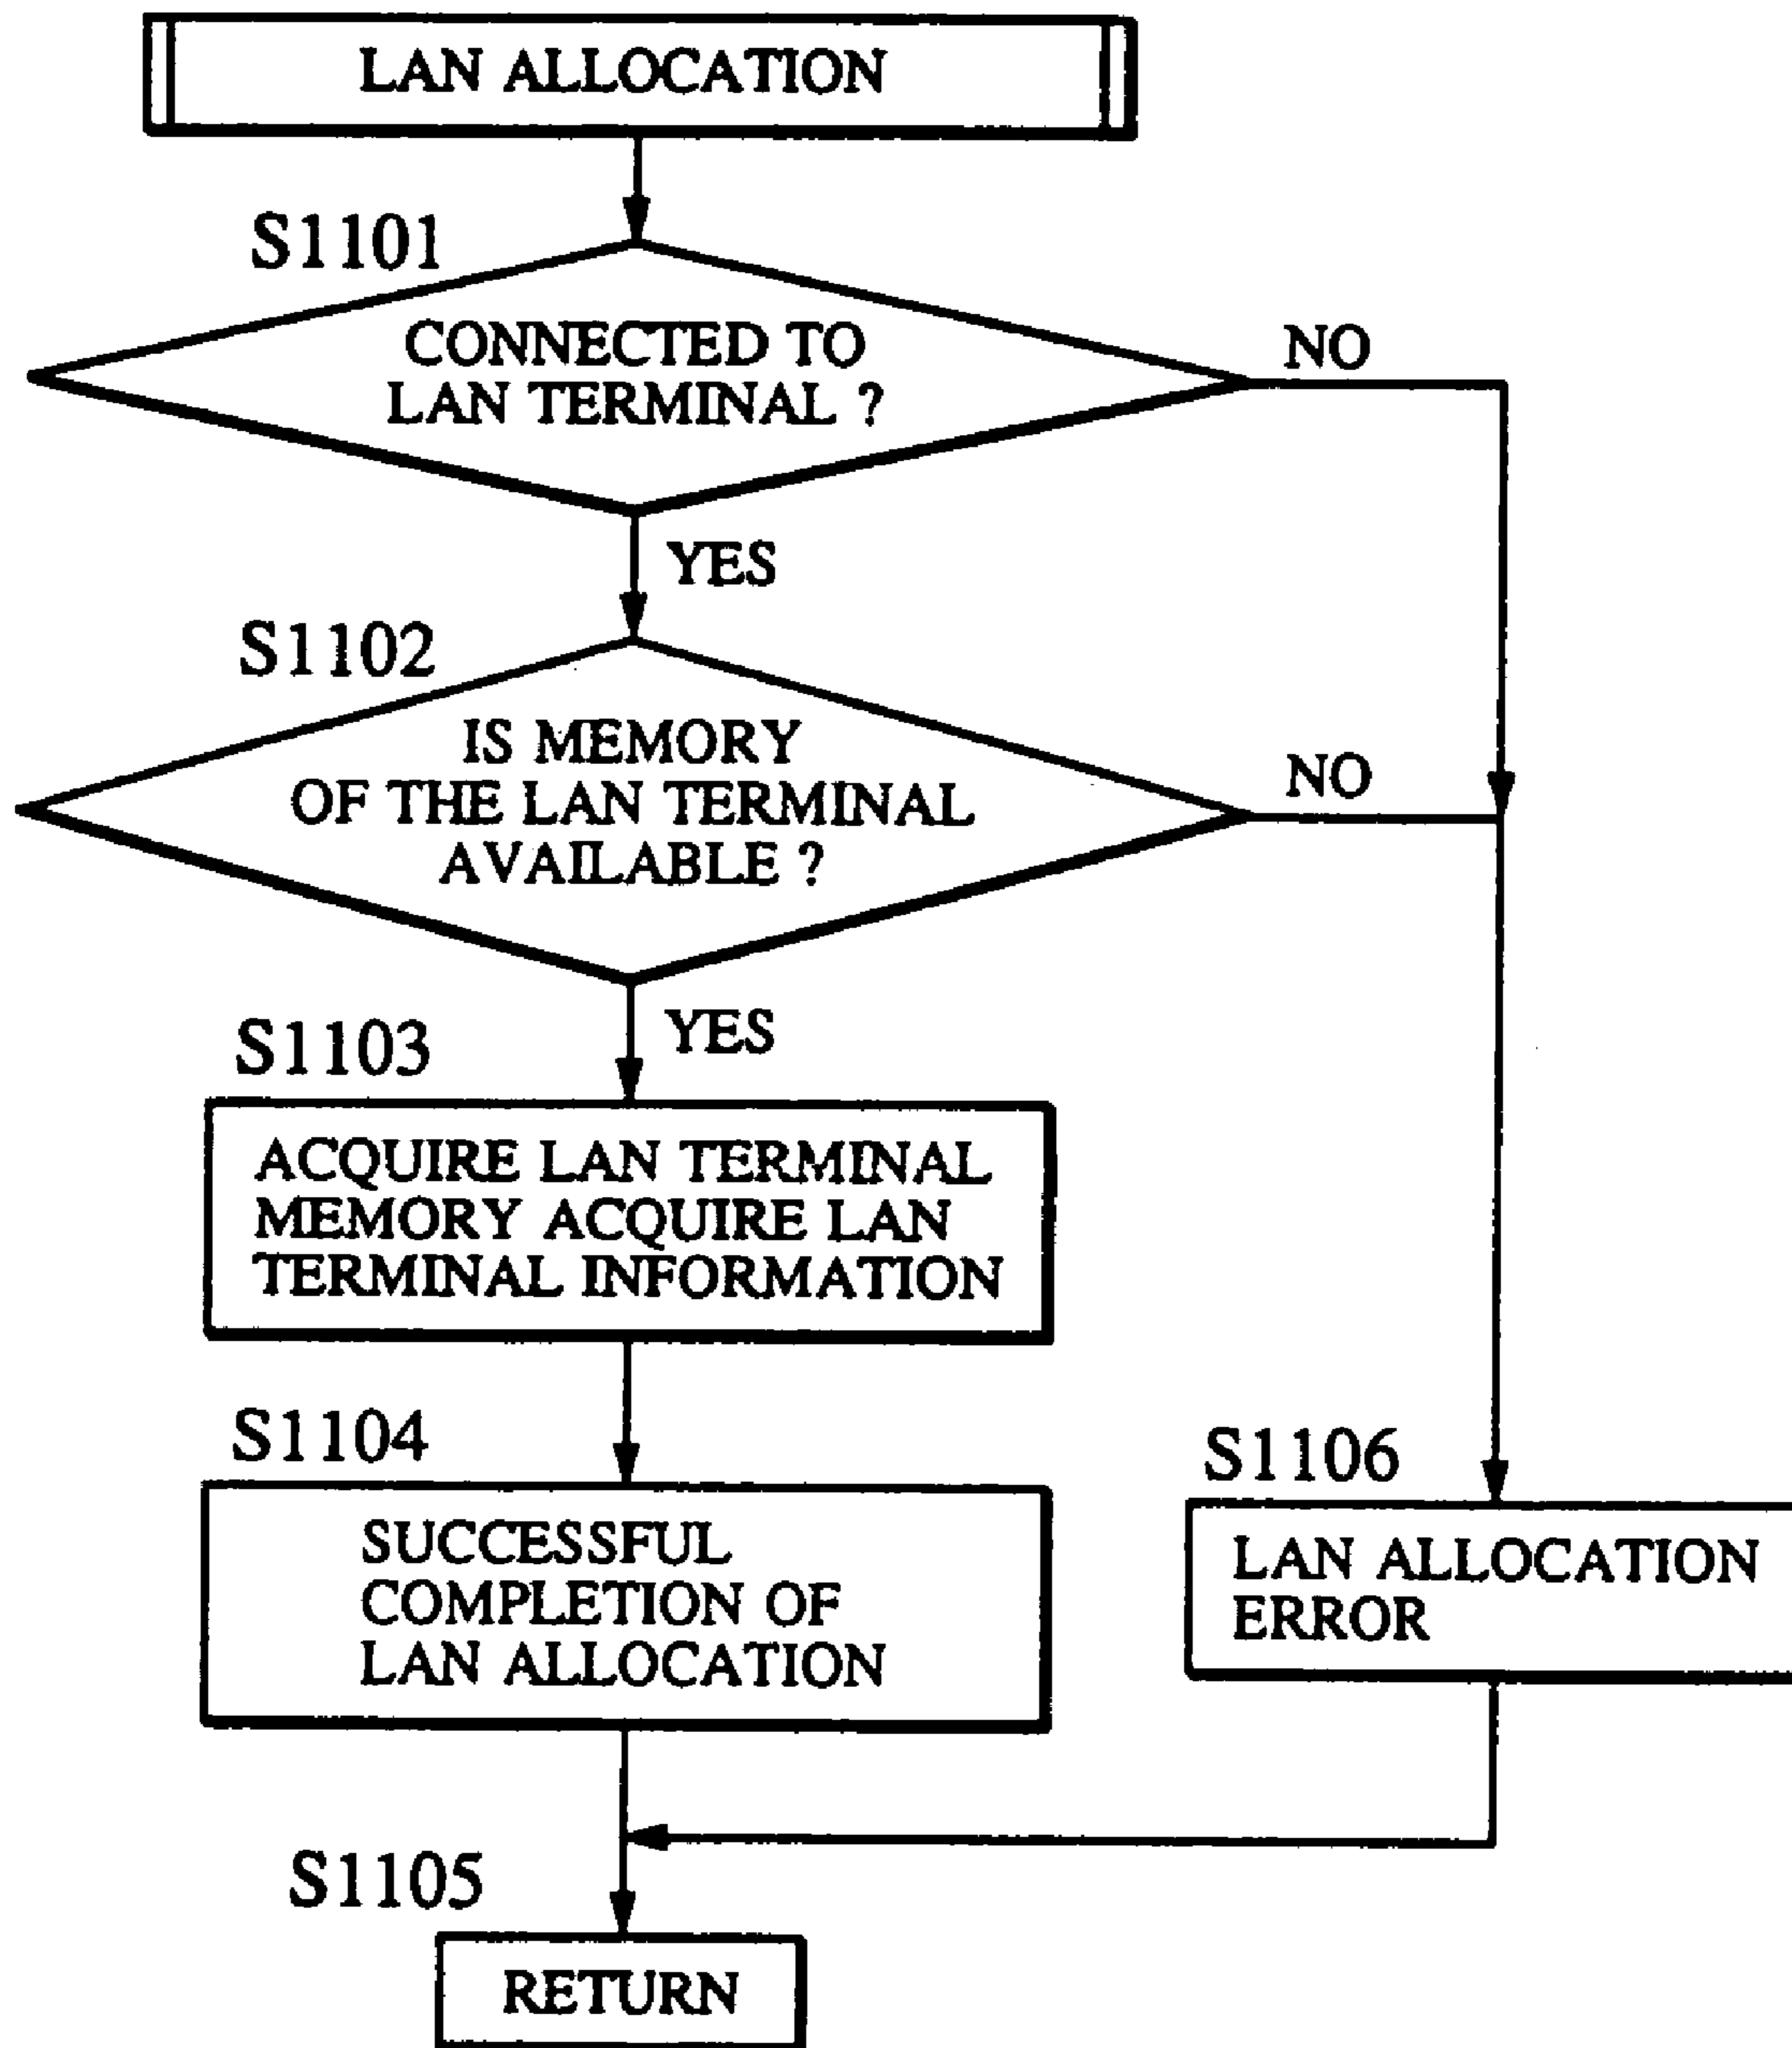 LAN ALLOCATION
S1101
CONNECTED TO
LAN TERMINAL ?
NO
YES
S1102
IS MEMORY
OF THE LAN TERMINAL
AVAILABLE ?
NO
YES
S1103
ACQUIRE LAN TERMINAL
MEMORY ACQUIRE LAN
TERMINAL INFORMATION
S1104
SUCCESSFUL
COMPLETION OF
LAN ALLOCATION
S1106
LAN ALLOCATION
ERROR
S1105
RETURN